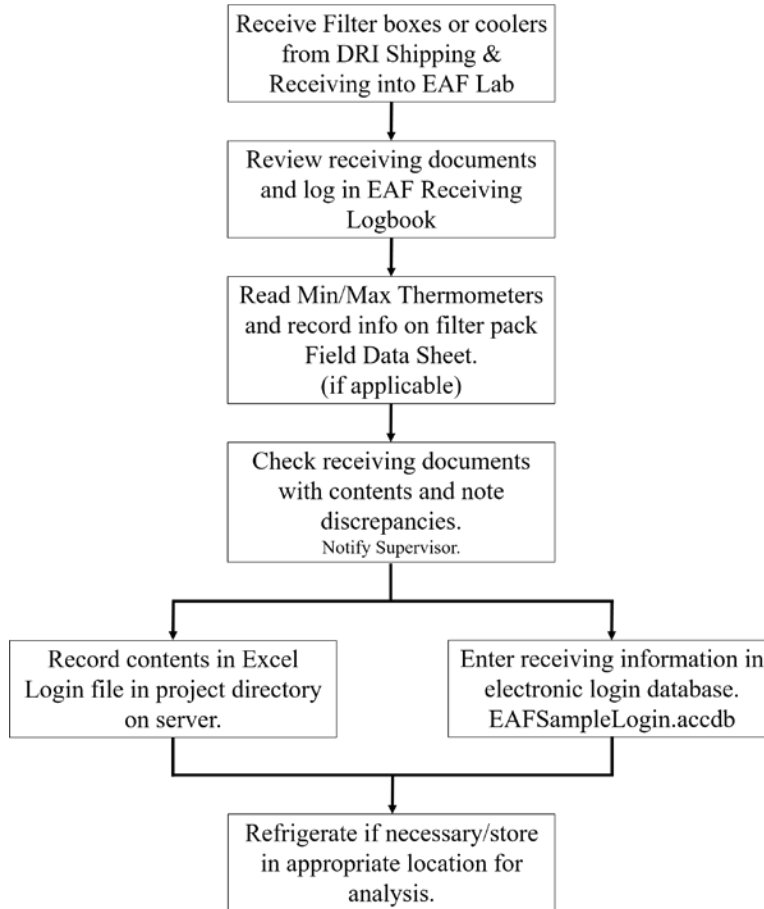 Receive Filter boxes or coolers
from DRI Shipping &
Receiving into EAF Lab
Review receiving documents
and log in EAF Receiving
Logbook
Read Min/Max Thermometers
and record info on filter pack
Field Data Sheet.
(if applicable)
Check receiving documents
with contents and note
discrepancies.
Notify Supervisor.
Record contents in Excel
Login file in project directory
on server.
Enter receiving information in
electronic login database.
EAFSampleLogin.accdb
Refrigerate if necessary/store
in appropriate location for
analysis.